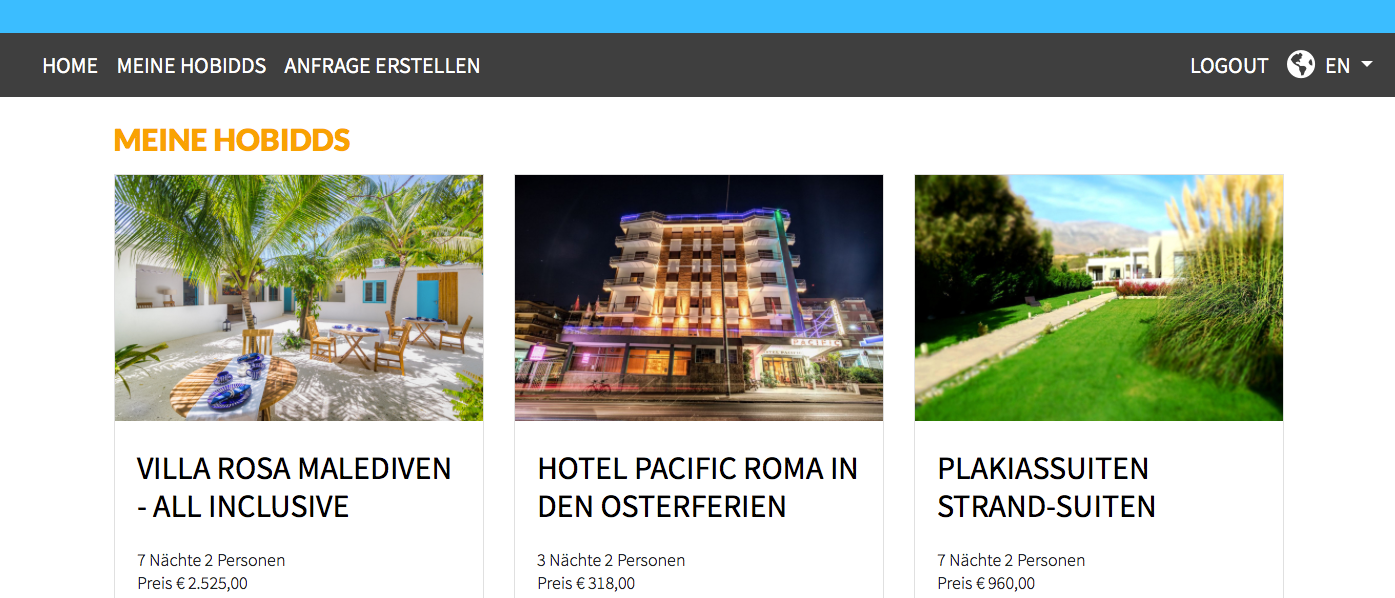 HOME MEINE HOBIDDS ANFRAGE ERSTELLEN LOGOUT EN
MEINE HOBIDDS
PACIFIC
VILLA ROSA MALEDIVEN
- ALL INCLUSIVE
7 Nächte 2 Personen
Preis € 2.525,00
HOTEL PACIFIC ROMA IN
DEN OSTERFERIEN
3 Nächte 2 Personen
Preis € 318,00
PLAKIASSUITEN
STRAND-SUITEN
7 Nächte 2 Personen
Preis € 960,00